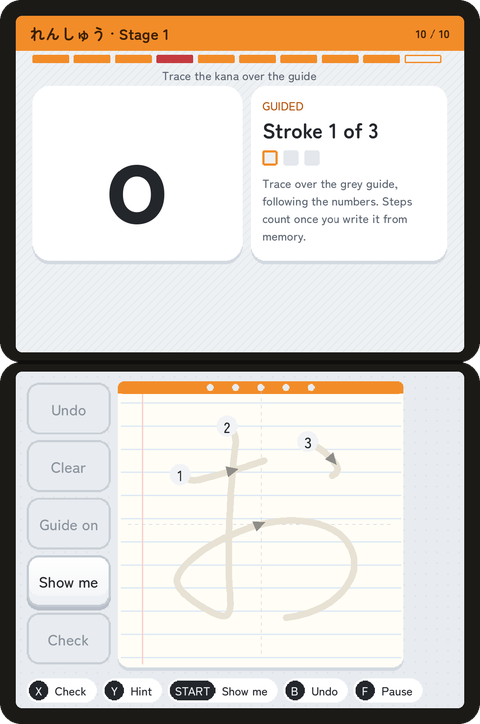 れんしゅう · Stage 1
10 / 10
Trace the kana over the guide
o
GUIDED
Stroke 1 of 3
Trace over the grey guide,
following the numbers. Steps
count once you write it from
memory.
Undo
Clear
Guide on
Show me
Check
1
2
3
お
X Check
Y Hint
START Show me
B Undo
F Pause